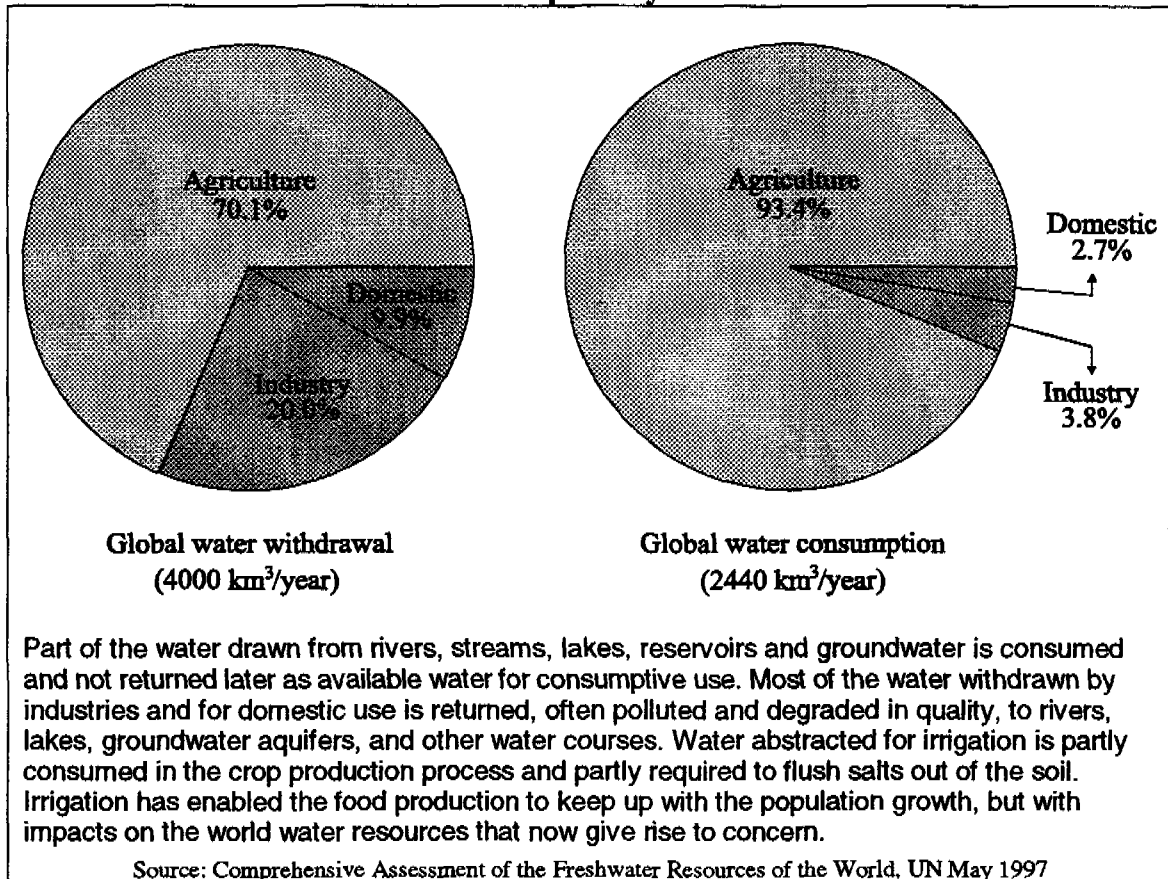 Agriculture
70.1%
Domestic
9.9%
Industry
20.0%
Agriculture
93.4%
Domestic
2.7%
Industry
3.8%
Global water withdrawal
(4000 km³/year)
Global water consumption
(2440 km³/year)
Part of the water drawn from rivers, streams, lakes, reservoirs and groundwater is consumed
and not returned later as available water for consumptive use. Most of the water withdrawn by
industries and for domestic use is returned, often polluted and degraded in quality, to rivers,
lakes, groundwater aquifers, and other water courses. Water abstracted for irrigation is partly
consumed in the crop production process and partly required to flush salts out of the soil.
Irrigation has enabled the food production to keep up with the population growth, but with
impacts on the world water resources that now give rise to concern.
Source: Comprehensive Assessment of the Freshwater Resources of the World, UN May 1997